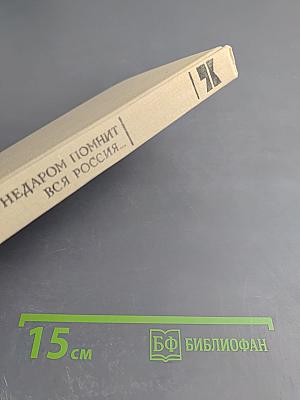 НЕДАРОМ ПОМНИТ
ВСЯ РОССИЯ...
15 СМ
БФ БИБЛИОФАН